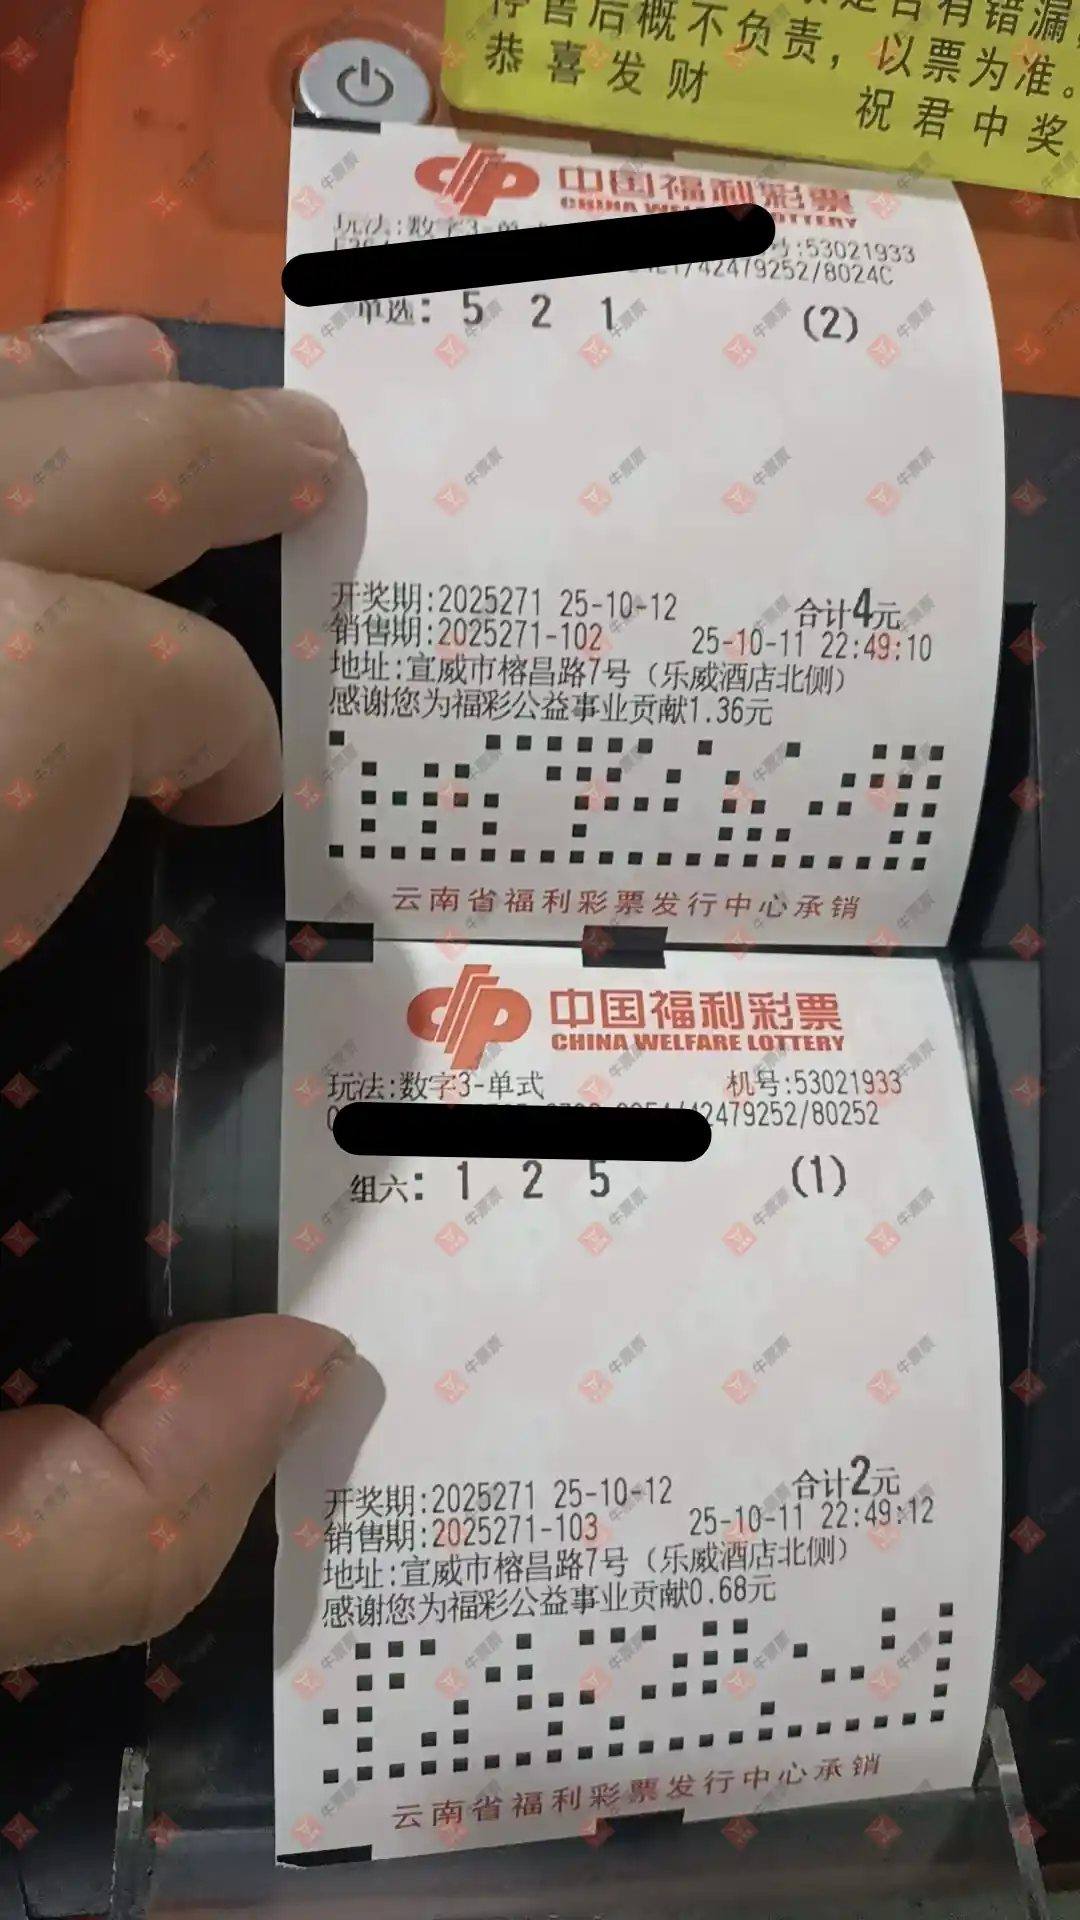 停售后概不负责，以票为准。
恭喜发财
祝君中奖
中国福利彩票
CHINA WELFARE LOTTERY
玩法:数字3-单
:53021933
/42479252/8024C
单选: 5 2 1 (2)
开奖期:2025271 25-10-12 合计4元
销售期:2025271-102 25-10-11 22:49:10
地址:宣威市榕昌路7号（乐威酒店北侧）
感谢您为福彩公益事业贡献1.36元
云南省福利彩票发行中心承销
中国福利彩票
CHINA WELFARE LOTTERY
玩法:数字3-单式 机号:53021933
/42479252/80252
组六: 1 2 5 (1)
开奖期:2025271 25-10-12 合计2元
销售期:2025271-103 25-10-11 22:49:12
地址:宣威市榕昌路7号（乐威酒店北侧）
感谢您为福彩公益事业贡献0.68元
云南省福利彩票发行中心承销
牛票票